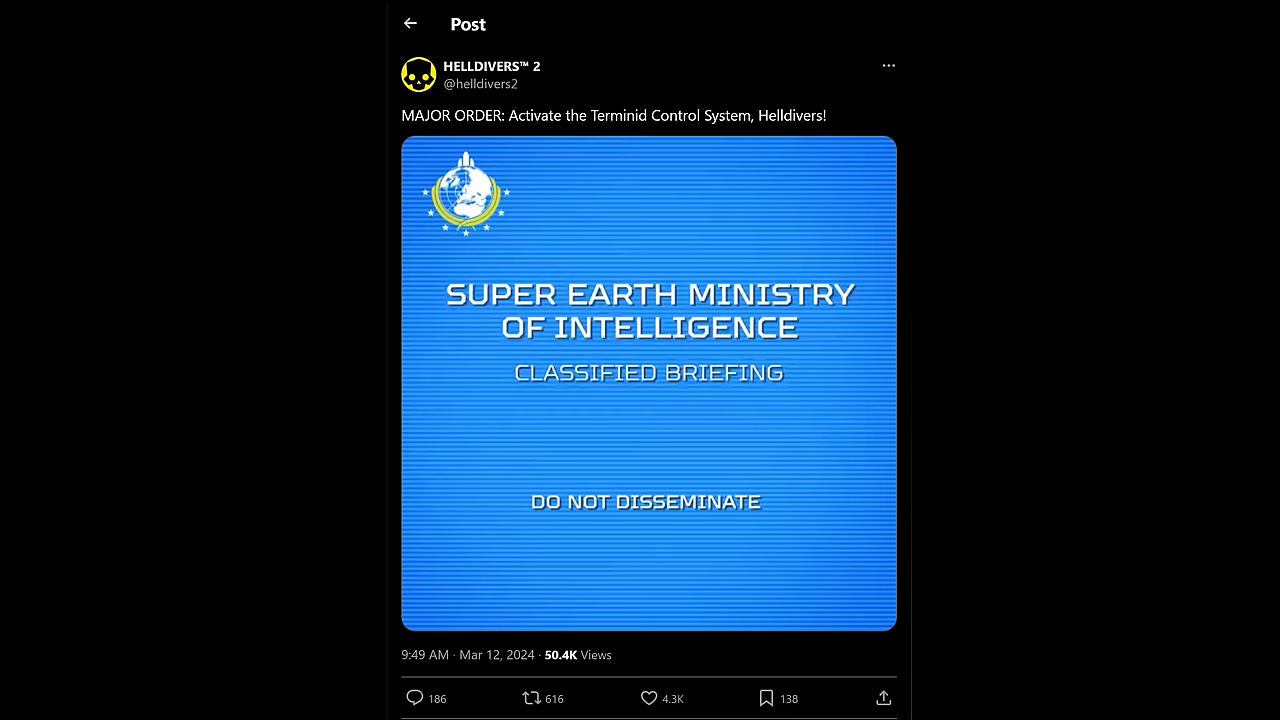 Post
HELLDIVERS™ 2
@helldivers2
MAJOR ORDER: Activate the Terminid Control System, Helldivers!
SUPER EARTH MINISTRY
OF INTELLIGENCE
CLASSIFIED BRIEFING
DO NOT DISSEMINATE
9:49 AM · Mar 12, 2024 · 50.4K Views
186 616 4.3K 138